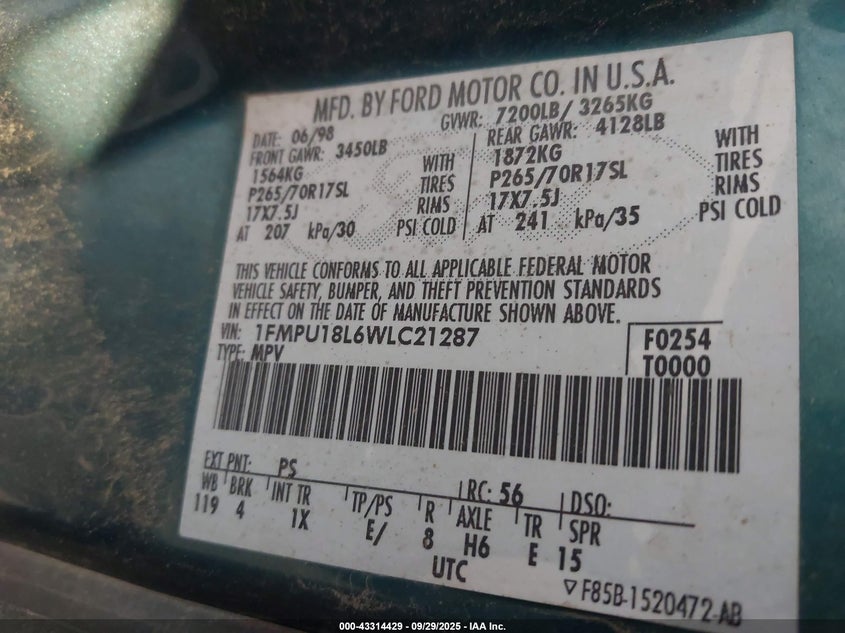 MFD. BY FORD MOTOR CO. IN U.S.A.
DATE: 06/98 GVWR: 7200LB/ 3265KG
FRONT GAWR: 3450LB REAR GAWR: 4128LB
1564KG WITH 1872KG WITH
P265/70R17SL TIRES P265/70R17SL TIRES
17X7.5J RIMS 17X7.5J RIMS
AT 207 kPa/30 PSI COLD AT 241 kPa/35 PSI COLD
THIS VEHICLE CONFORMS TO ALL APPLICABLE FEDERAL MOTOR
VEHICLE SAFETY, BUMPER, AND THEFT PREVENTION STANDARDS
IN EFFECT ON THE DATE OF MANUFACTURE SHOWN ABOVE.
VIN: 1FMPU18L6WLC21287 F0254
TYPE: MPV T0000
EXT PNT: PS RC: 56 DSO:
WB BRK INT TR TP/PS R AXLE TR SPR
119 4 1X E/ 8 H6 E 15
UTC
▽F85B-1520472-AB
000-43314429 - 09/29/2025 - IAA Inc.